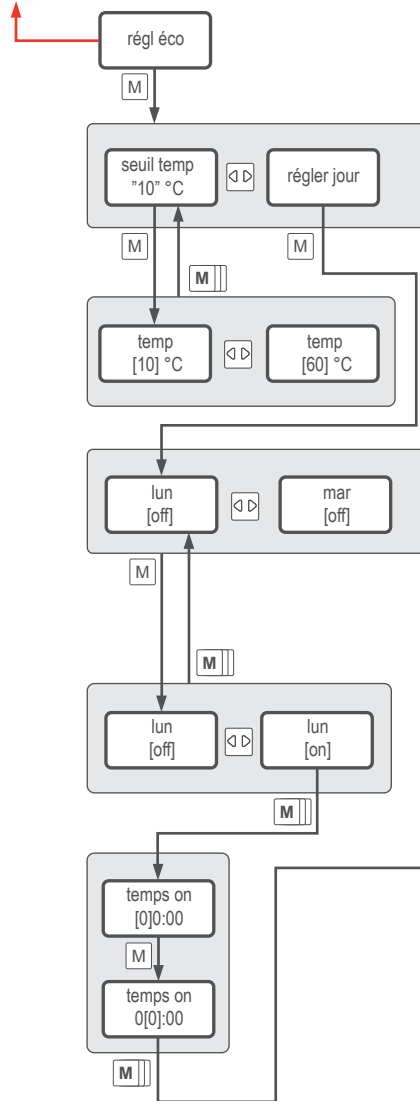 régl éco
M
seuil temp
”10” °C
régler jour
M
M
M
temp
[10] °C
temp
[60] °C
lun
[off]
mar
[off]
M
M
lun
[off]
lun
[on]
M
temps on
[0]0:00
M
temps on
0[0]:00
M